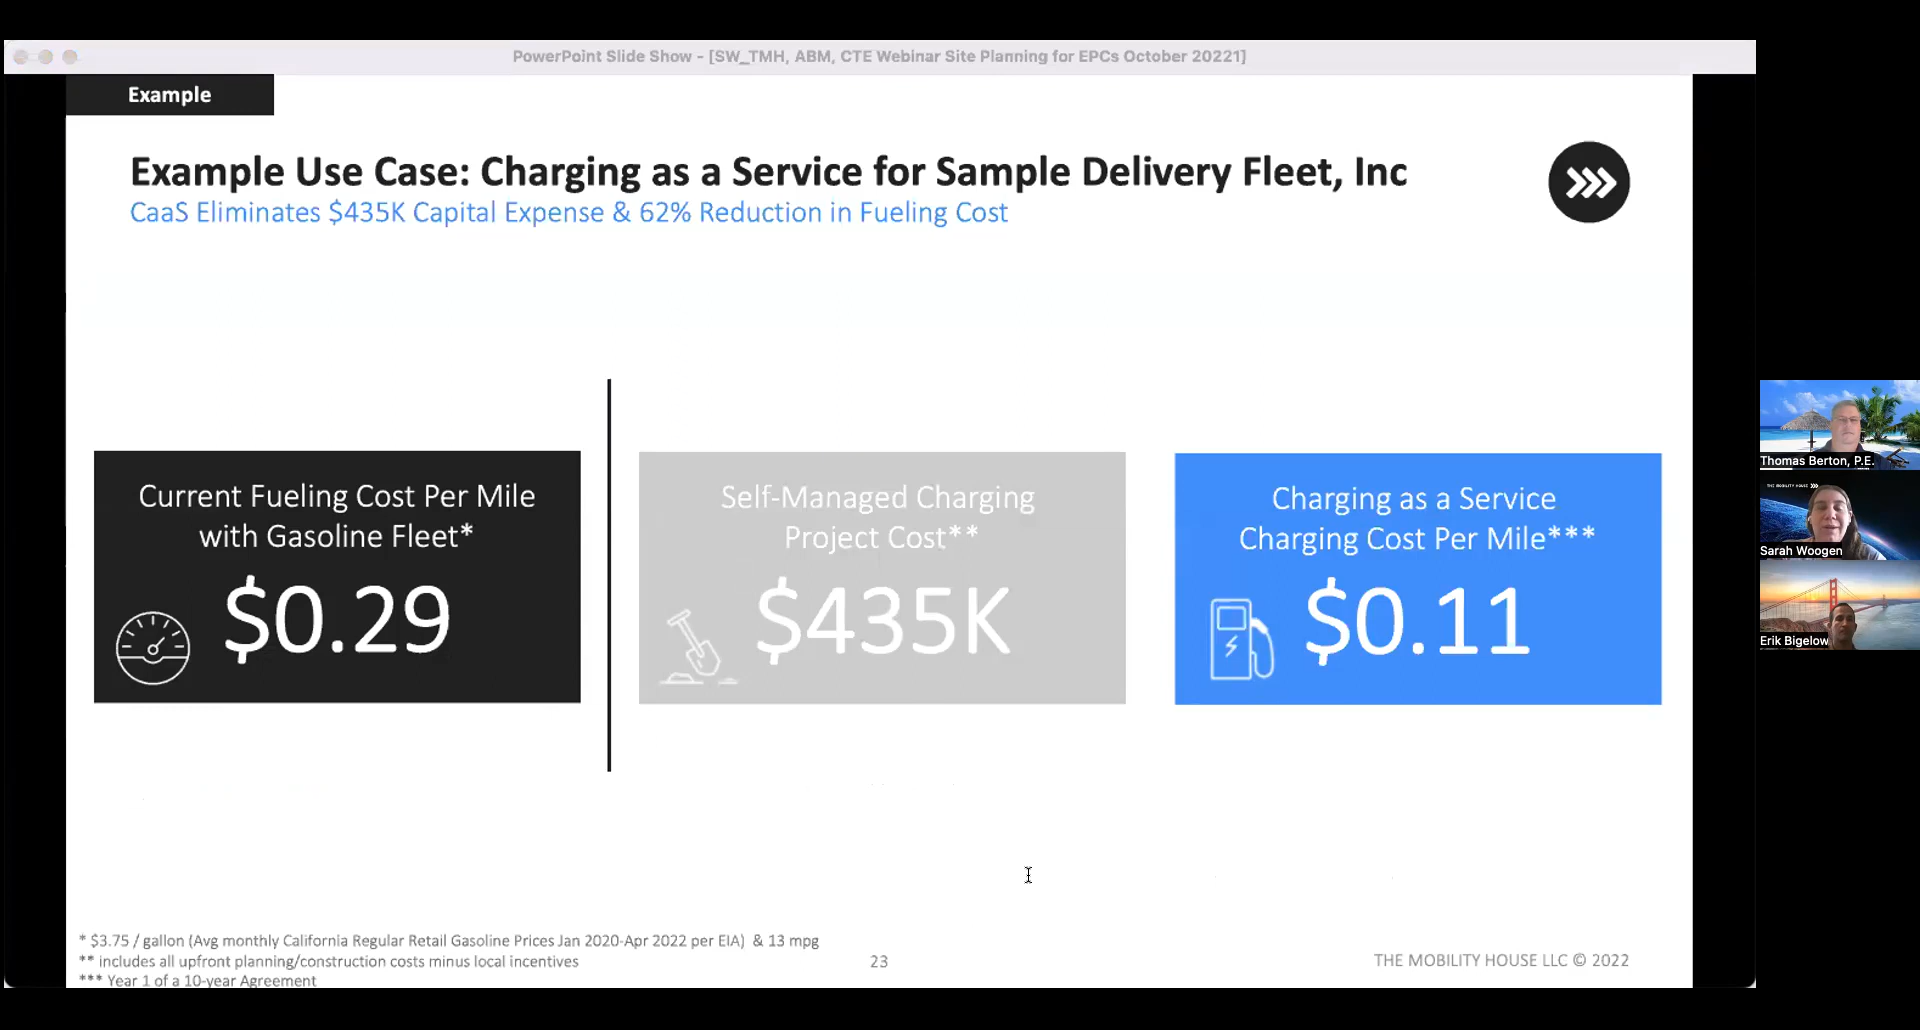 PowerPoint Slide Show - [SW_TMH, ABM, CTE Webinar Site Planning for EPCs October 20221]
Example
Example Use Case: Charging as a Service for Sample Delivery Fleet, Inc
CaaS Eliminates $435K Capital Expense & 62% Reduction in Fueling Cost
Current Fueling Cost Per Mile
with Gasoline Fleet*
$0.29
Self-Managed Charging
Project Cost**
$435K
Charging as a Service
Charging Cost Per Mile***
$0.11
* $3.75 / gallon (Avg monthly California Regular Retail Gasoline Prices Jan 2020-Apr 2022 per EIA) & 13 mpg
** includes all upfront planning/construction costs minus local incentives
*** Year 1 of a 10-year Agreement
23
THE MOBILITY HOUSE LLC © 2022
Thomas Berton, P.E.
THE MOBILITY HOUSE
Sarah Woogen
Erik Bigelow